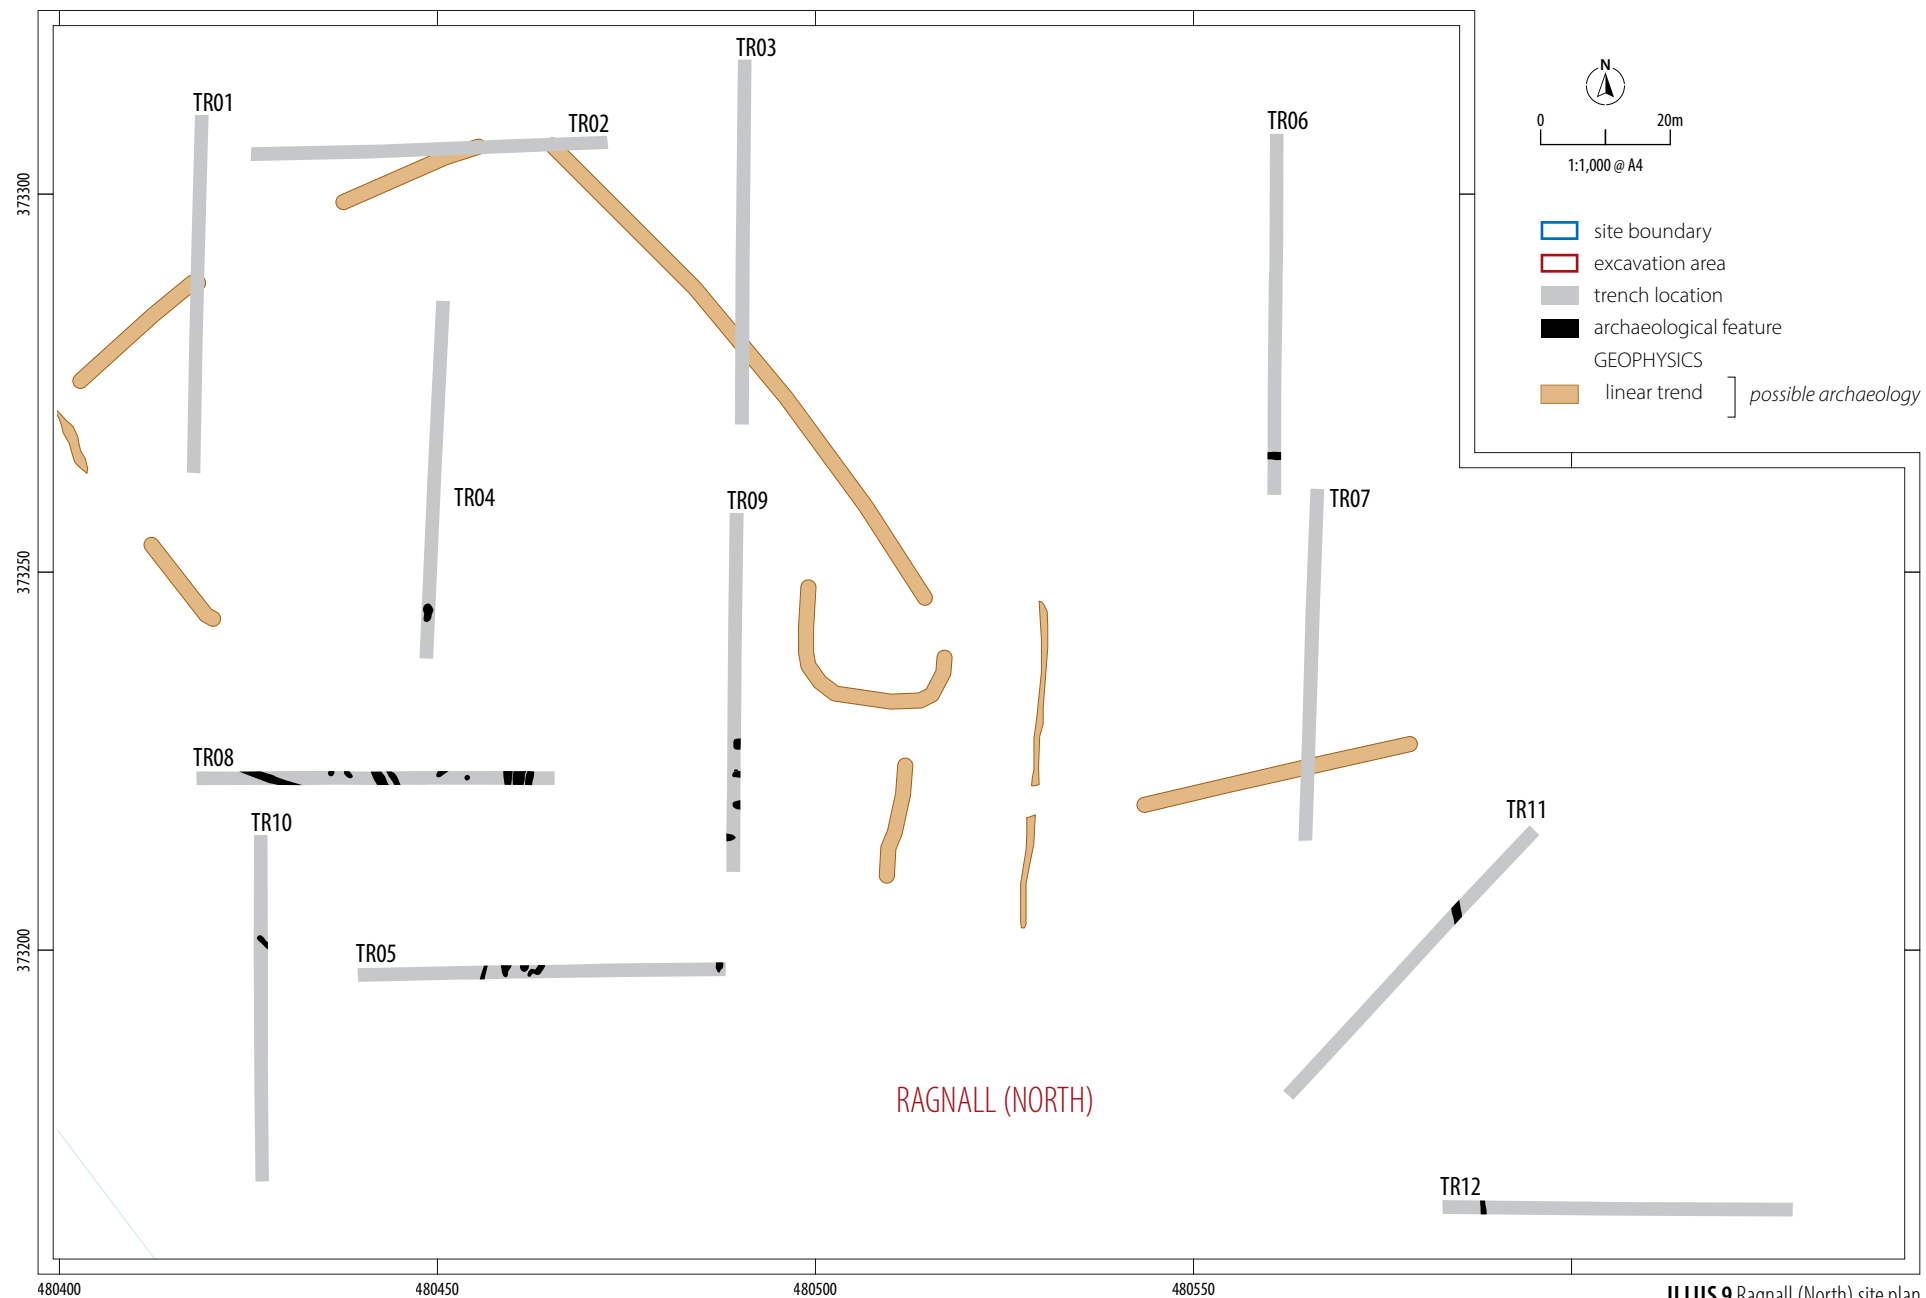 TR03
TR01
TR02
TR06
N
0 20m
1:1,000 @ A4
373300
site boundary
excavation area
trench location
archaeological feature
GEOPHYSICS
linear trend
possible archaeology
TR04
TR09
TR07
373250
TR08
TR10
TR11
TR05
373200
RAGNALL (NORTH)
TR12
480400
480450
480500
480550
ILLUS 9 Ragnall (North) site plan